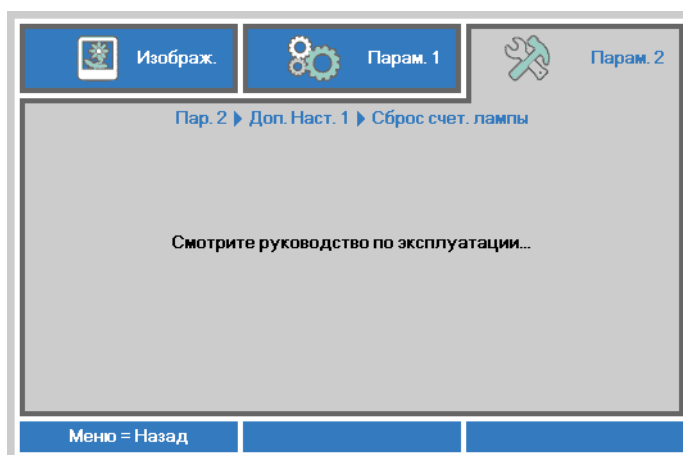 Изображ.
Парам. 1
Парам. 2
Пар. 2 Доп. Наст. 1 Сброс счет. лампы
Смотрите руководство по эксплуатации...
Меню = Назад